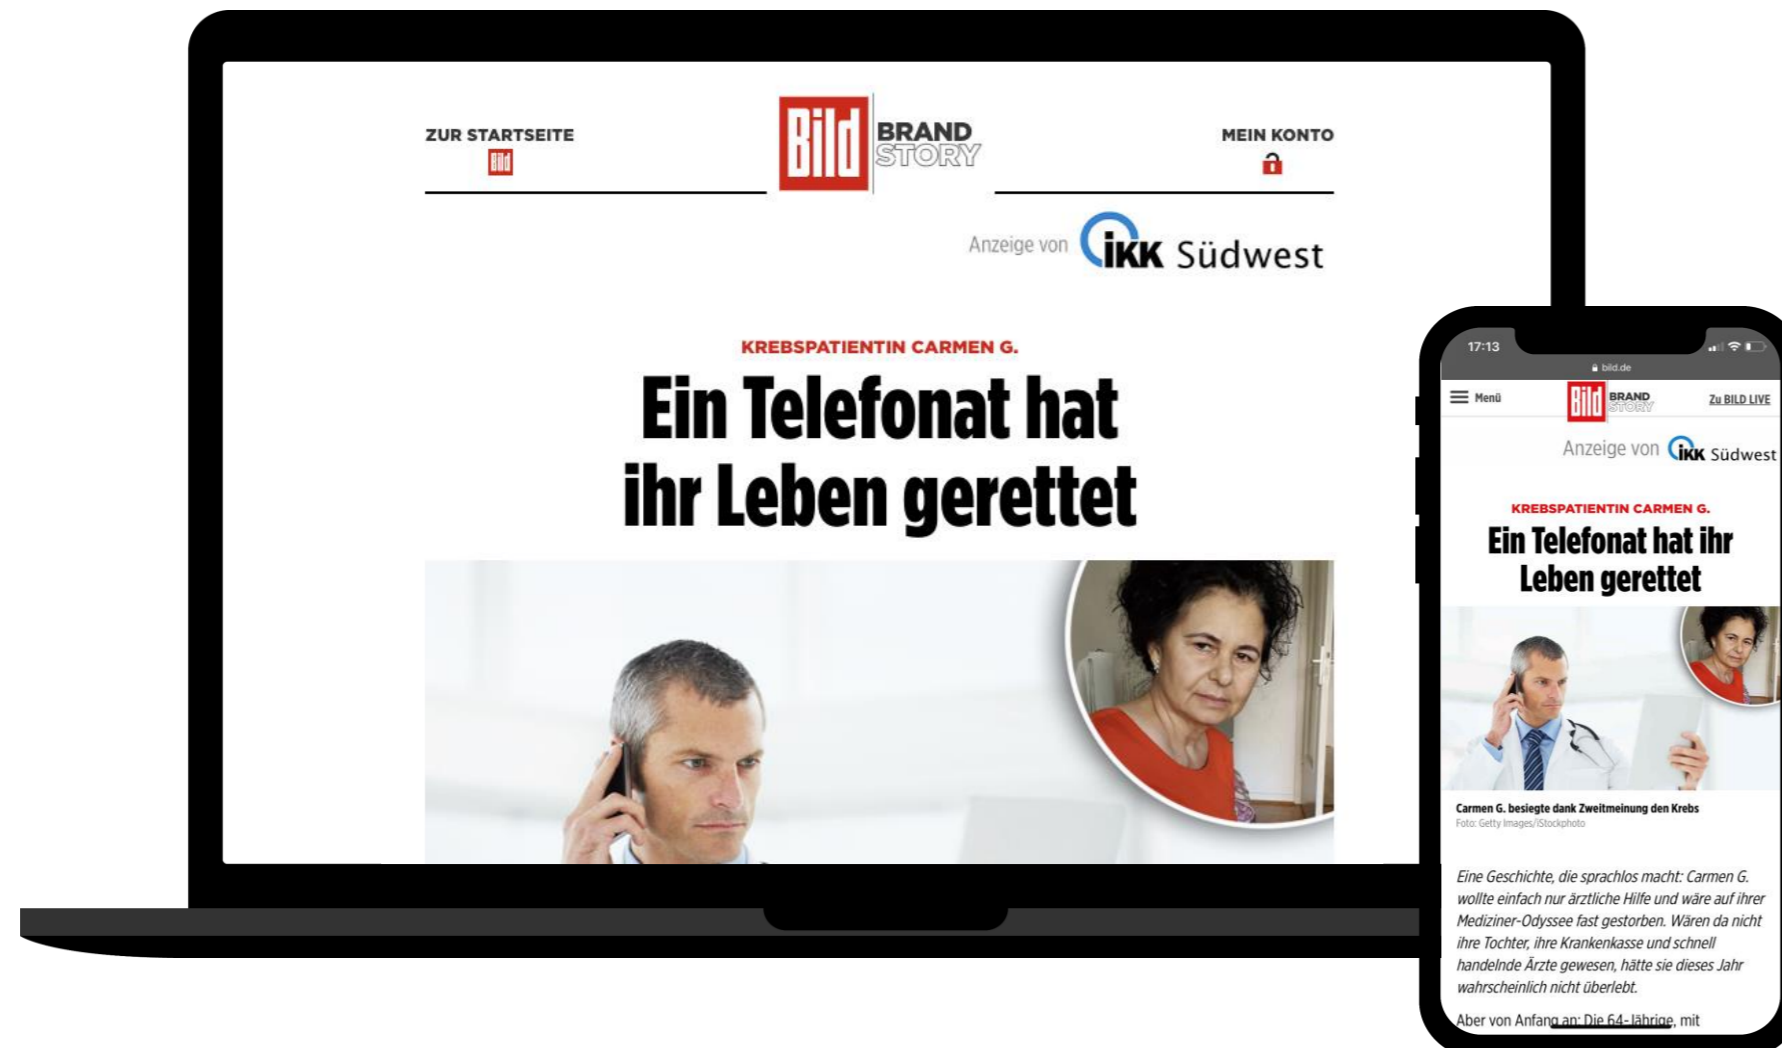 ZUR STARTSEITE
Bild
Bild BRAND
STORY
MEIN KONTO
Anzeige von iKK Südwest
KREBSPATIENTIN CARMEN G.
Ein Telefonat hat
ihr Leben gerettet
17:13
bild.de
Menü
Bild BRAND
STORY
Zu BILD LIVE
Anzeige von iKK Südwest
KREBSPATIENTIN CARMEN G.
Ein Telefonat hat ihr
Leben gerettet
Carmen G. besiegte dank Zweitmeinung den Krebs
Foto: Getty Images/iStockphoto
Eine Geschichte, die sprachlos macht: Carmen G.
wollte einfach nur ärztliche Hilfe und wäre auf ihrer
Mediziner-Odyssee fast gestorben. Wären da nicht
ihre Tochter, ihre Krankenkasse und schnell
handelnde Ärzte gewesen, hätte sie dieses Jahr
wahrscheinlich nicht überlebt.
Aber von Anfang an: Die 64-Jährige, mit